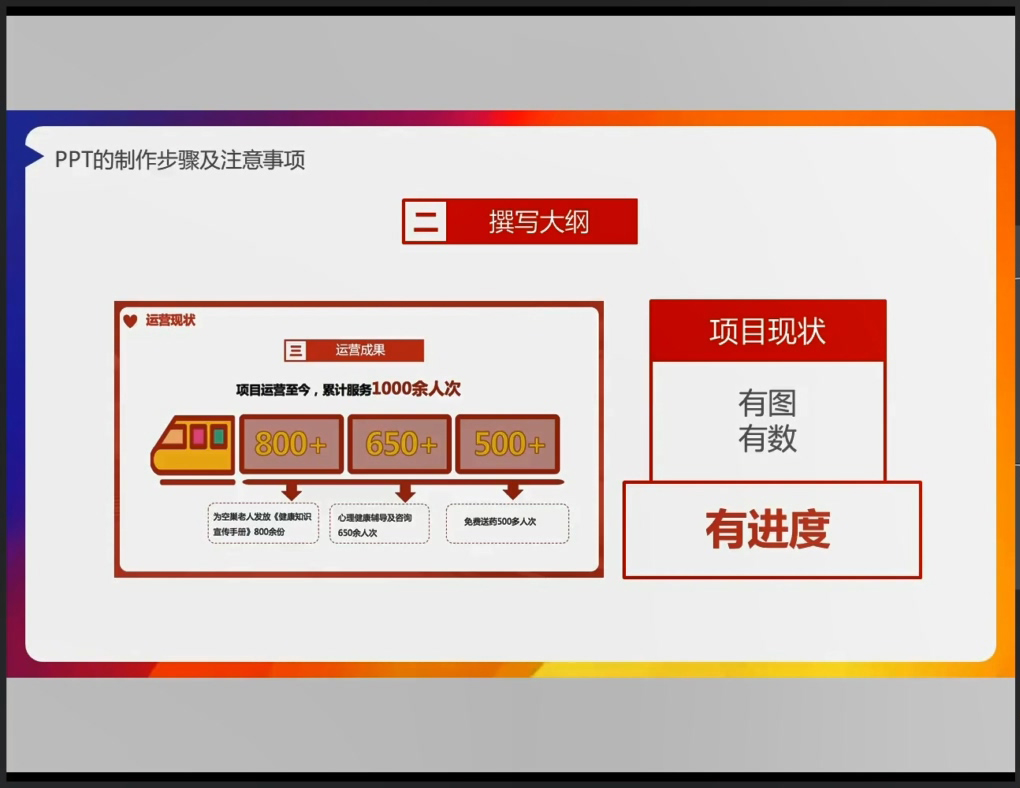 PPT的制作步骤及注意事项
二 撰写大纲
运营现状
三 运营成果
项目运营至今，累计服务1000余人次
800+ 650+ 500+
为空巢老人发放《健康知识
宣传手册》800余份
心理健康辅导及咨询
650余人次
免费送药500多人次
项目现状
有图
有数
有进度